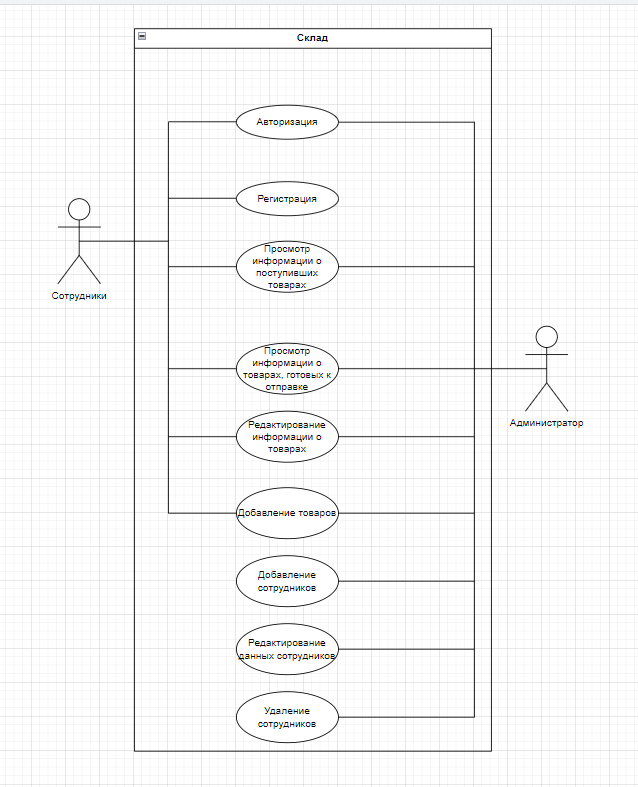 Склад
Авторизация
Регистрация
Просмотр
информации о
поступивших
товарах
Сотрудники
Просмотр
информации о
товарах, готовых к
отправке
Администратор
Редактирование
информации о
товарах
Добавление товаров
Добавление
сотрудников
Редактирование
данных сотрудников
Удаление
сотрудников